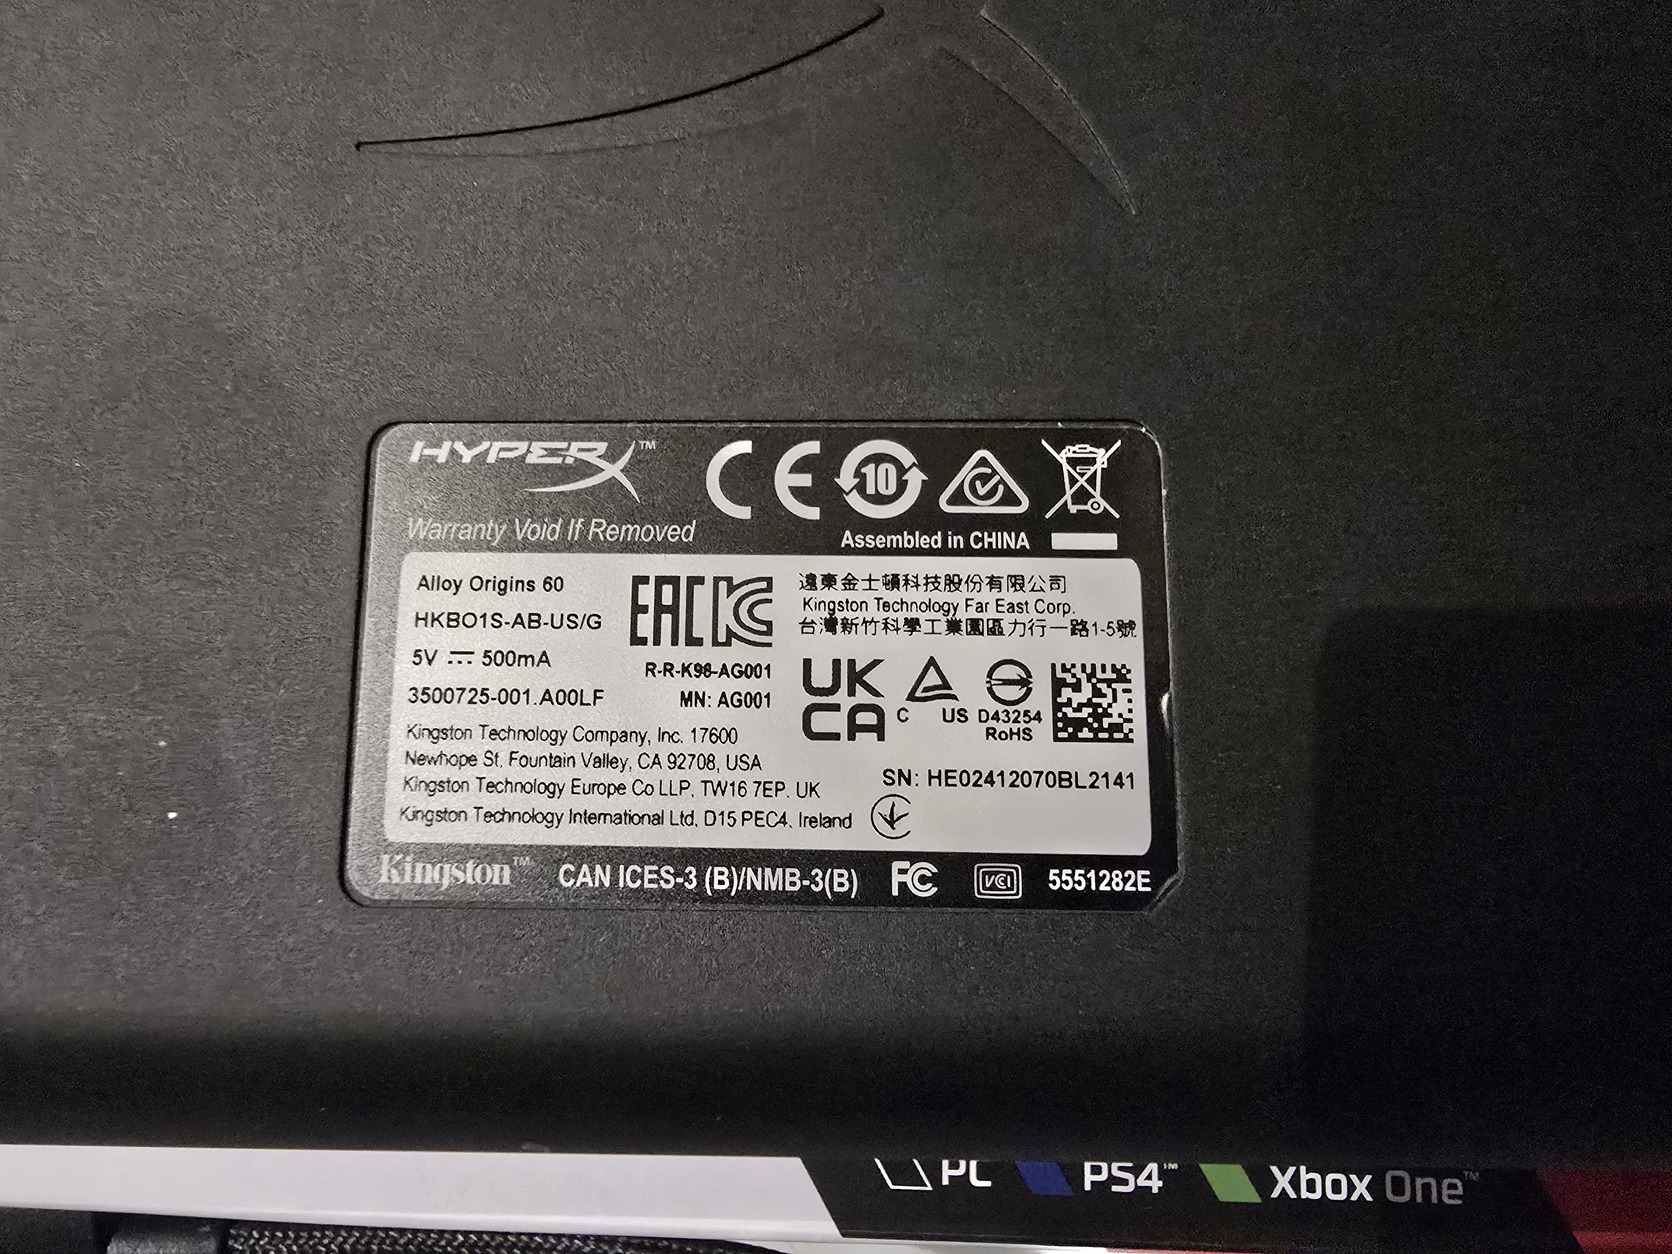 HYPERX™
Warranty Void If Removed
CE
10
Assembled in CHINA
Alloy Origins 60
HKBO1S-AB-US/G
5V ⎓ 500mA
3500725-001.A00LF
EAC
KC
R-R-K98-AG001
MN: AG001
遠東金士頓科技股份有限公司
Kingston Technology Far East Corp.
台灣新竹科學工業園區力行一路1-5號
UK
CA
C US
D43254
RoHS
Kingston Technology Company, Inc. 17600
Newhope St. Fountain Valley, CA 92708, USA
Kingston Technology Europe Co LLP, TW16 7EP. UK
Kingston Technology International Ltd, D15 PEC4, Ireland
SN: HE02412070BL2141
Kingston™
CAN ICES-3 (B)/NMB-3(B)
FC
VCI
5551282E
PC
PS4™
Xbox One™